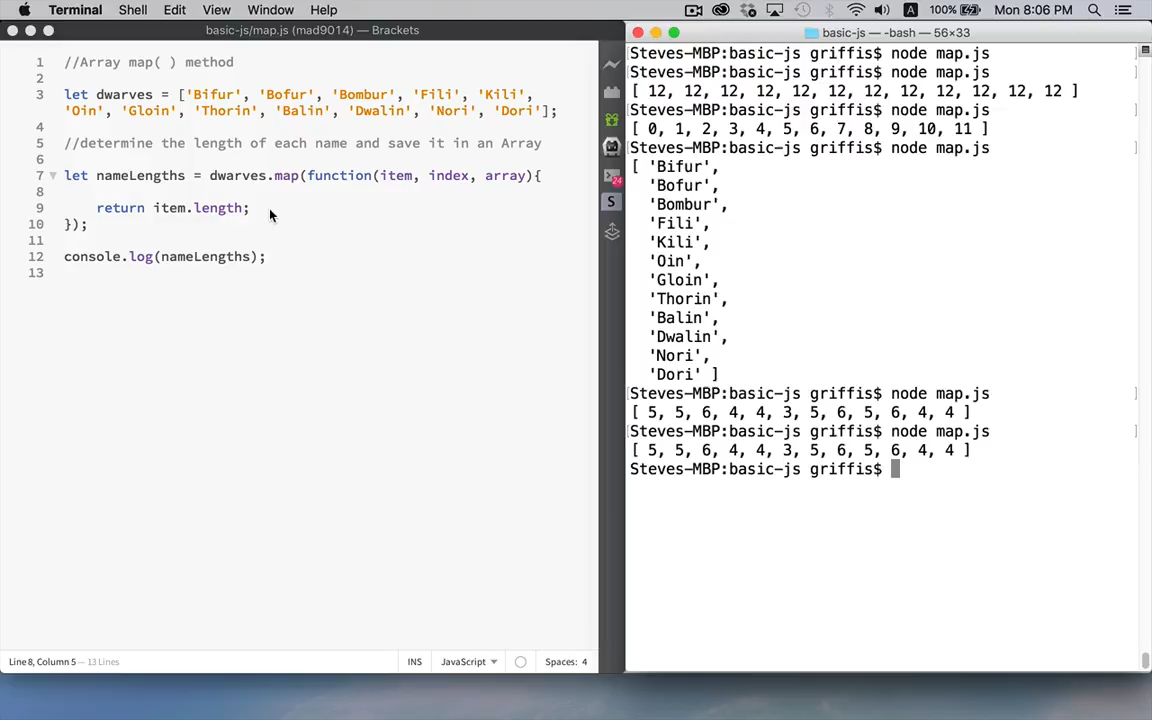 Terminal Shell Edit View Window Help
100% Mon 8:06 PM
basic-js/map.js (mad9014) — Brackets
1 //Array map( ) method
2
3 let dwarves = ['Bifur', 'Bofur', 'Bombur', 'Fili', 'Kili',
'Oin', 'Gloin', 'Thorin', 'Balin', 'Dwalin', 'Nori', 'Dori'];
4
5 //determine the length of each name and save it in an Array
6
7 let nameLengths = dwarves.map(function(item, index, array){
8
9 return item.length;
10 });
11
12 console.log(nameLengths);
13
Line 8, Column 5 — 13 Lines
INS JavaScript Spaces: 4
24
S
basic-js — -bash — 56×33
Steves-MBP:basic-js griffis$ node map.js
Steves-MBP:basic-js griffis$ node map.js
[ 12, 12, 12, 12, 12, 12, 12, 12, 12, 12, 12, 12 ]
Steves-MBP:basic-js griffis$ node map.js
[ 0, 1, 2, 3, 4, 5, 6, 7, 8, 9, 10, 11 ]
Steves-MBP:basic-js griffis$ node map.js
[ 'Bifur',
'Bofur',
'Bombur',
'Fili',
'Kili',
'Oin',
'Gloin',
'Thorin',
'Balin',
'Dwalin',
'Nori',
'Dori' ]
Steves-MBP:basic-js griffis$ node map.js
[ 5, 5, 6, 4, 4, 3, 5, 6, 5, 6, 4, 4 ]
Steves-MBP:basic-js griffis$ node map.js
[ 5, 5, 6, 4, 4, 3, 5, 6, 5, 6, 4, 4 ]
Steves-MBP:basic-js griffis$